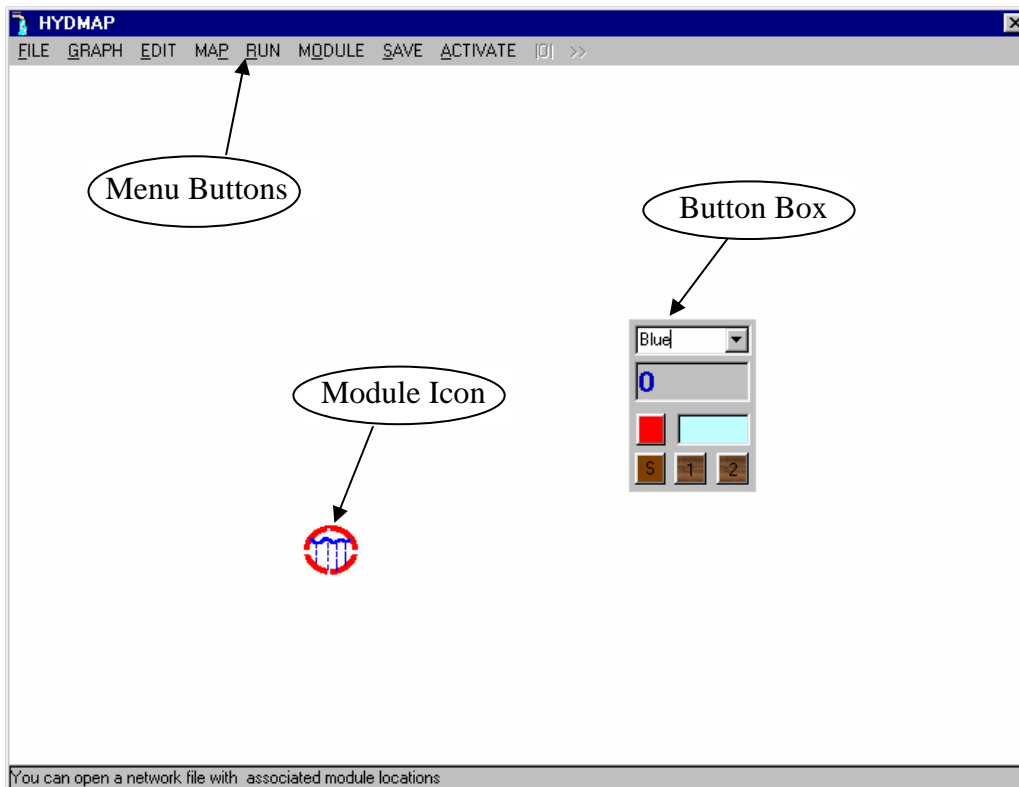 HYDMAP
FILE GRAPH EDIT MAP RUN MODULE SAVE ACTIVATE |0| >>
Menu Buttons
Button Box
Blue
Module Icon
0
S 1 2
You can open a network file with associated module locations